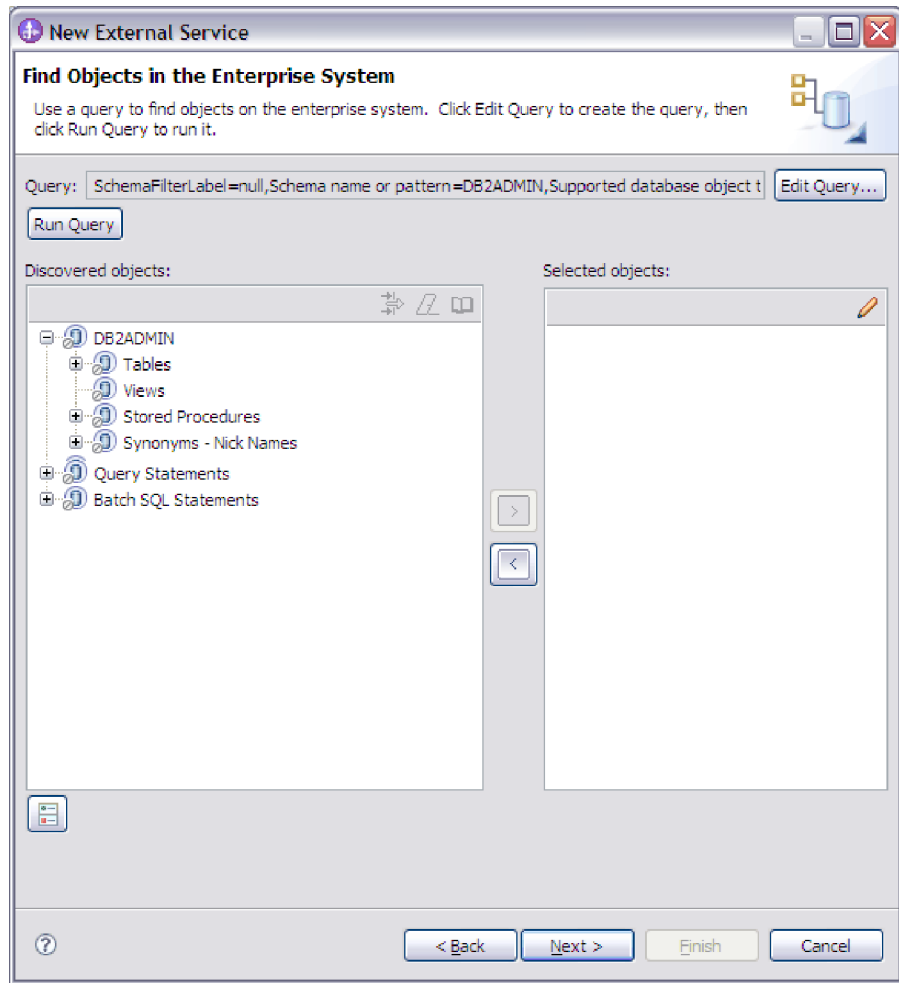 New External Service
Find Objects in the Enterprise System
Use a query to find objects on the enterprise system. Click Edit Query to create the query, then
click Run Query to run it.
Query: SchemaFilterLabel=null,Schema name or pattern=DB2ADMIN,Supported database object t Edit Query...
Run Query
Discovered objects: Selected objects:
DB2ADMIN
Tables
Views
Stored Procedures
Synonyms - Nick Names
Query Statements
Batch SQL Statements
>
<
? < Back Next > Finish Cancel